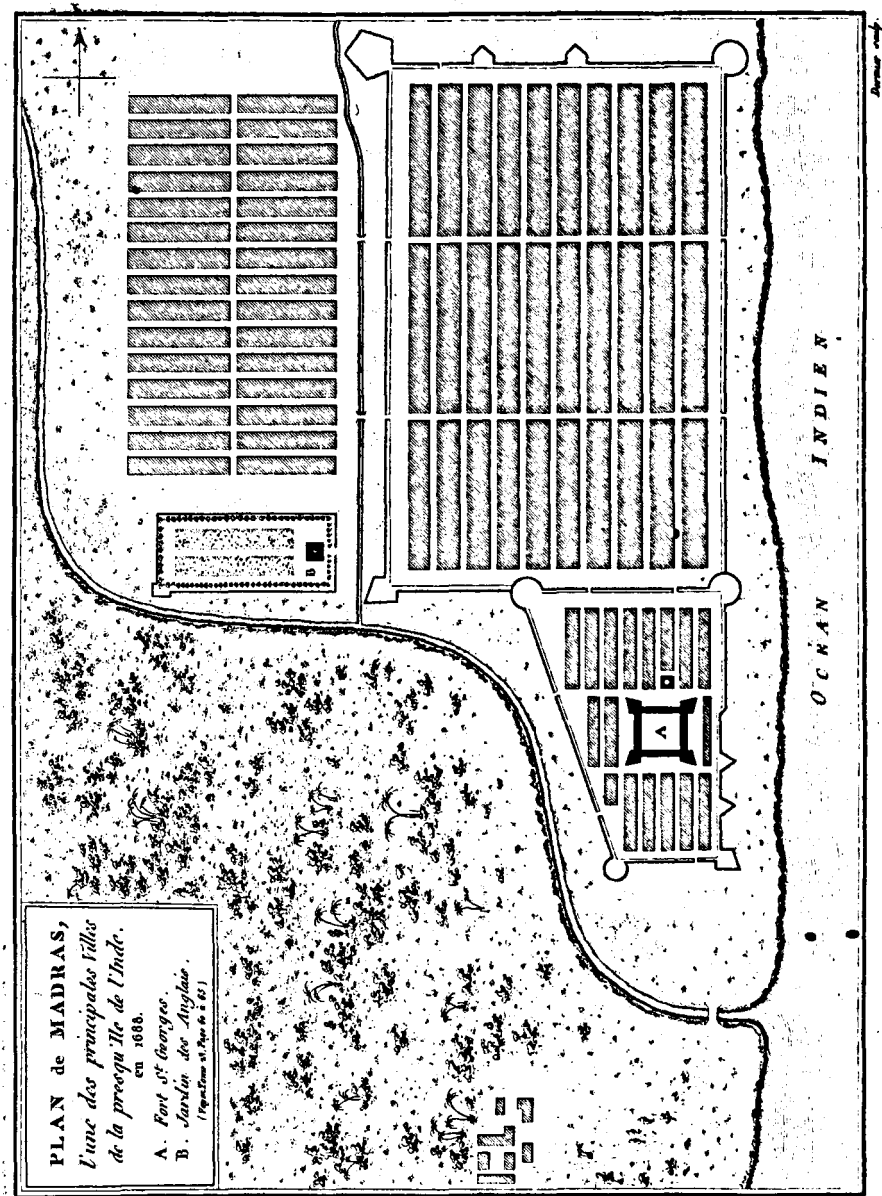 PLAN de MADRAS,
l'une des principales Villes
de la presqu'Ile de l'Inde.
en 1688.
A. Fort St Georges.
B. Jardin des Anglais.
A
B
OCÉAN INDIEN